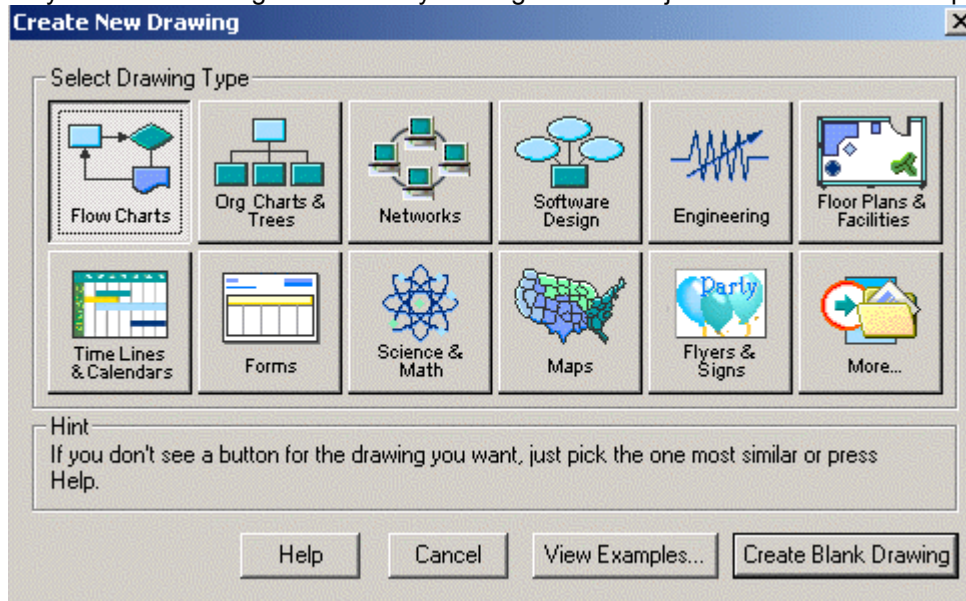 Create New Drawing
Select Drawing Type
Flow Charts
Org Charts &
Trees
Networks
Software
Design
Engineering
Floor Plans &
Facilities
Time Lines
& Calendars
Forms
Science &
Math
Maps
Party
Flyers &
Signs
More...
Hint
If you don't see a button for the drawing you want, just pick the one most similar or press
Help.
Help
Cancel
View Examples...
Create Blank Drawing